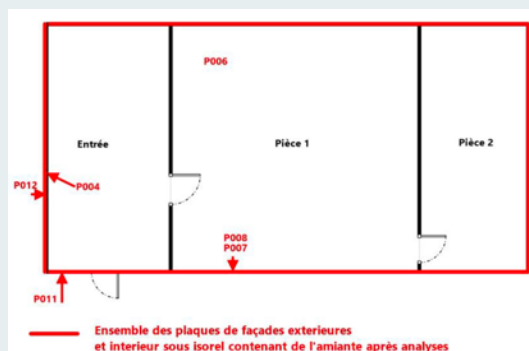 P006
Entrée
Pièce 1
Pièce 2
P012
P004
P008
P007
P011
Ensemble des plaques de façades exterieures
et interieur sous isorel contenant de l'amiante après analyses